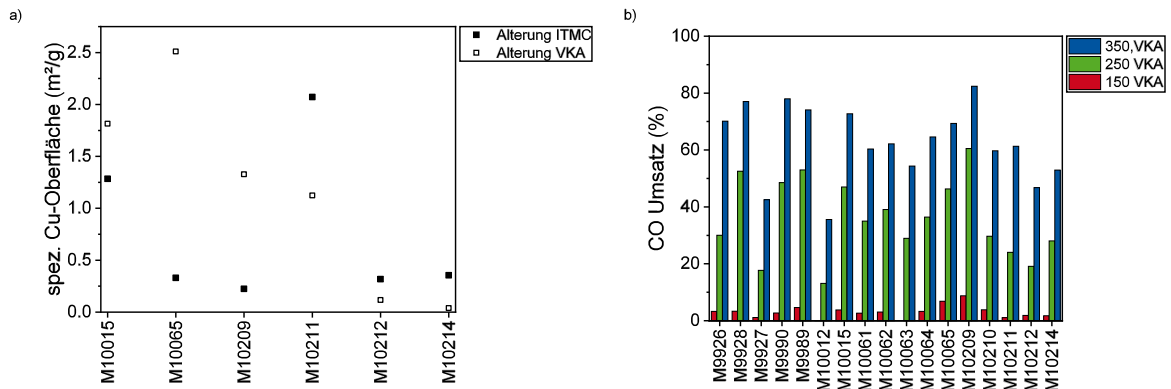 a)
spez. Cu-Oberfläche (m²/g)
2.5
2.0
1.5
1.0
0.5
0.0
M10015
M10065
M10209
M10211
M10212
M10214
Alterung ITMC
Alterung VKA
b)
CO Umsatz (%)
100
80
60
40
20
0
M9926
M9928
M9927
M9990
M9989
M10012
M10015
M10061
M10062
M10063
M10064
M10065
M10209
M10210
M10211
M10212
M10214
350,VKA
250 VKA
150 VKA